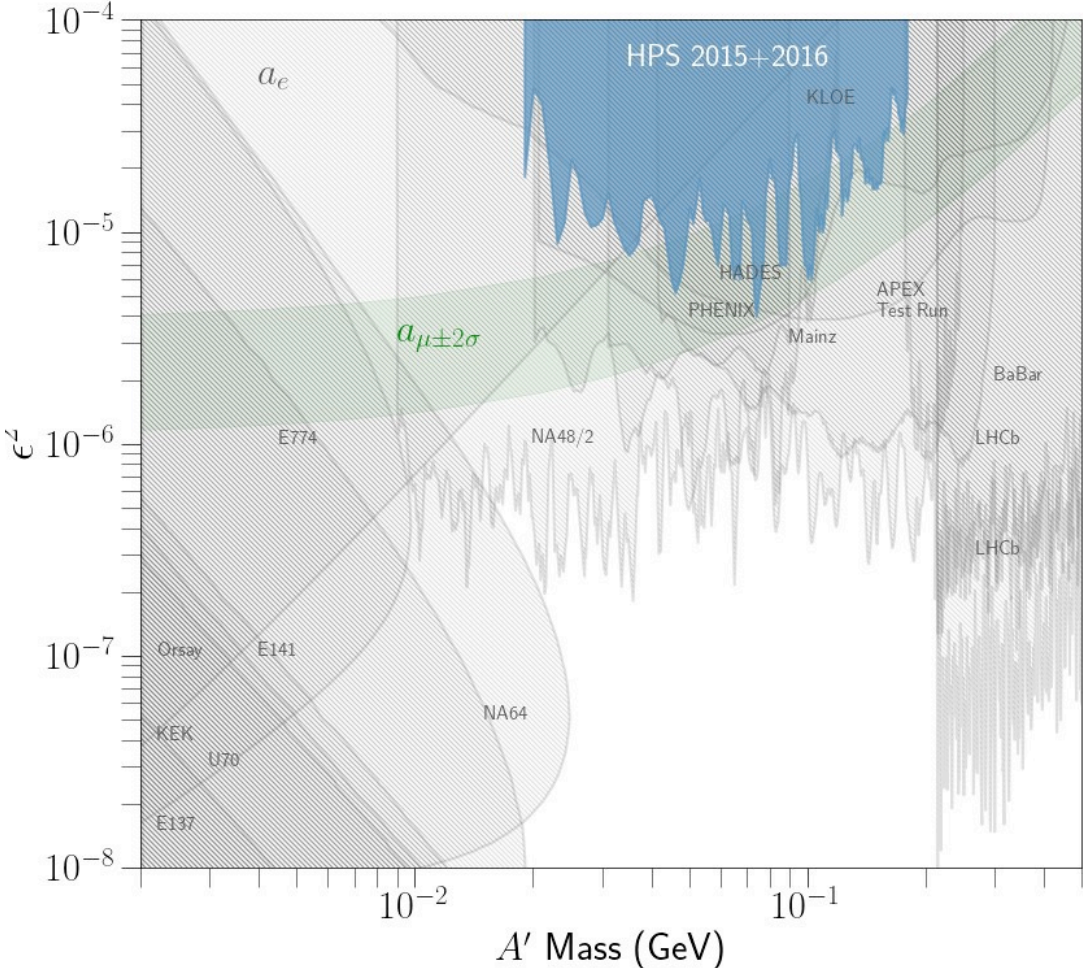 10⁻⁴
10⁻⁵
10⁻⁶
10⁻⁷
10⁻⁸
ϵ²
HPS 2015+2016
aₑ
KLOE
HADES
PHENIX
APEX
Test Run
Mainz
a_{μ±2σ}
BaBar
E774
NA48/2
LHCb
LHCb
Orsay
E141
NA64
KEK
U70
E137
10⁻²
10⁻¹
A′ Mass (GeV)